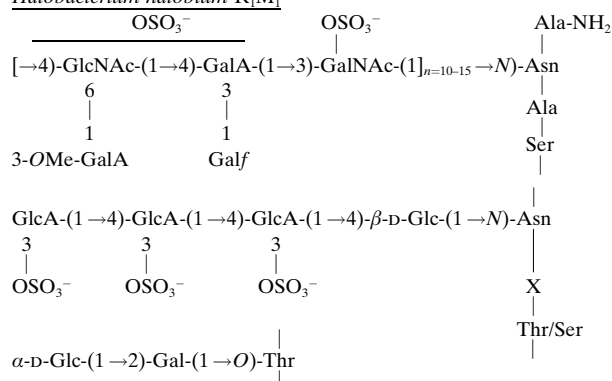 Halobacterium halobium R₁M₁
OSO₃⁻ OSO₃⁻ Ala-NH₂
[→4)-GlcNAc-(1→4)-GalA-(1→3)-GalNAc-(1]ₙ₌₁₀₋₁₅→N)-Asn
6 3 Ala
1 1 Ser
3-OMe-GalA Galf
GlcA-(1→4)-GlcA-(1→4)-GlcA-(1→4)-β-D-Glc-(1→N)-Asn
3 3 3
OSO₃⁻ OSO₃⁻ OSO₃⁻ X
Thr/Ser
α-D-Glc-(1→2)-Gal-(1→O)-Thr